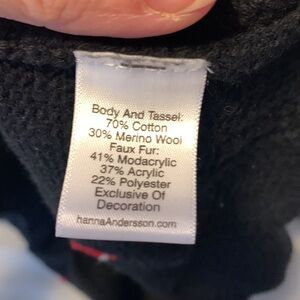 Body And Tassel:
70% Cotton
30% Merino Wool
Faux Fur:
41% Modacrylic
37% Acrylic
22% Polyester
Exclusive Of
Decoration
hannaAndersson.com